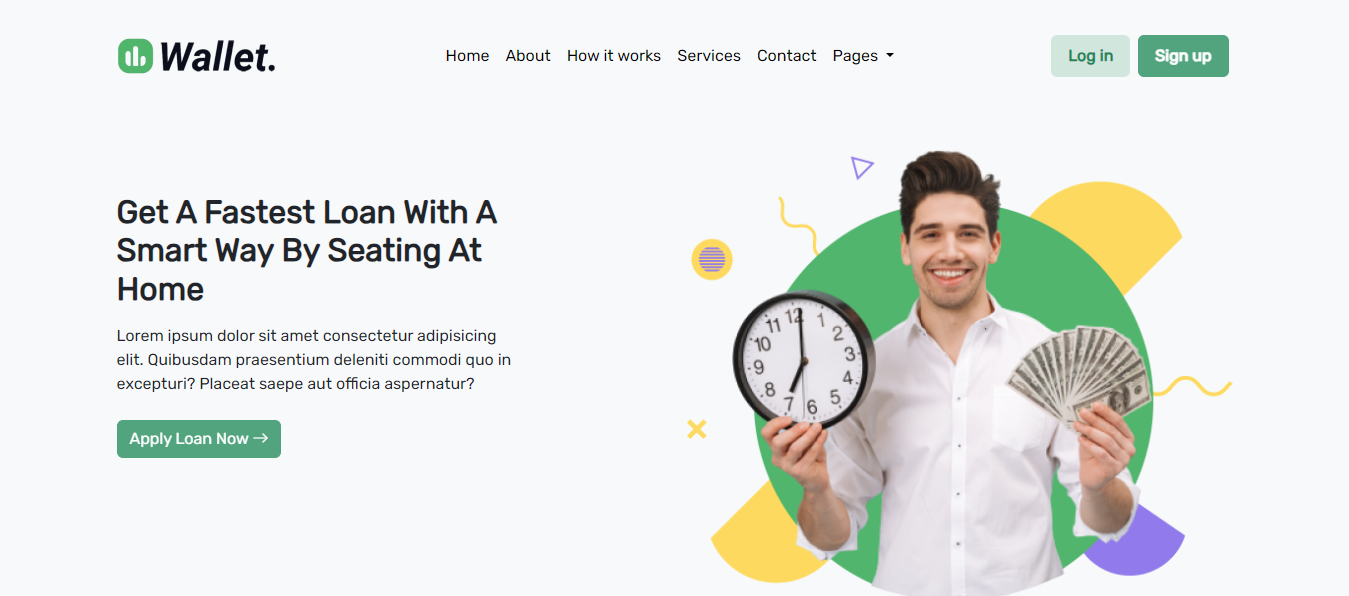 Wallet.
Home About How it works Services Contact Pages
Log in Sign up
Get A Fastest Loan With A
Smart Way By Seating At
Home
Lorem ipsum dolor sit amet consectetur adipisicing
elit. Quibusdam praesentium deleniti commodi quo in
excepturi? Placeat saepe aut officia aspernatur?
Apply Loan Now →
12 1 2 3 4 5 6 7 8 9 10 11